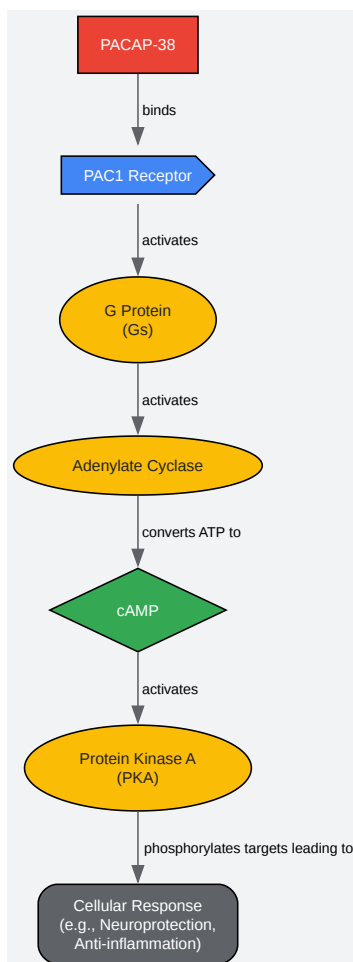 PACAP-38
binds
PAC1 Receptor
activates
G Protein
(Gs)
activates
Adenylate Cyclase
converts ATP to
cAMP
activates
Protein Kinase A
(PKA)
phosphorylates targets leading to
Cellular Response
(e.g., Neuroprotection,
Anti-inflammation)